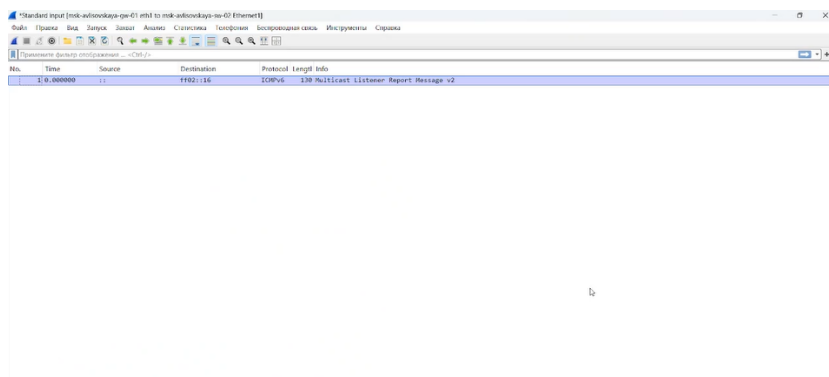 *Standard input [msk-avlisovskaya-gw-01 eth1 to msk-avlisovskaya-sw-02 Ethernet1]
Файл Правка Вид Запуск Захват Анализ Статистика Телефония Беспроводная связь Инструменты Справка
Примените фильтр отображения ... <Ctrl-/>
No. Time Source Destination Protocol Length Info
1 0.000000 :: ff02::16 ICMPv6 130 Multicast Listener Report Message v2